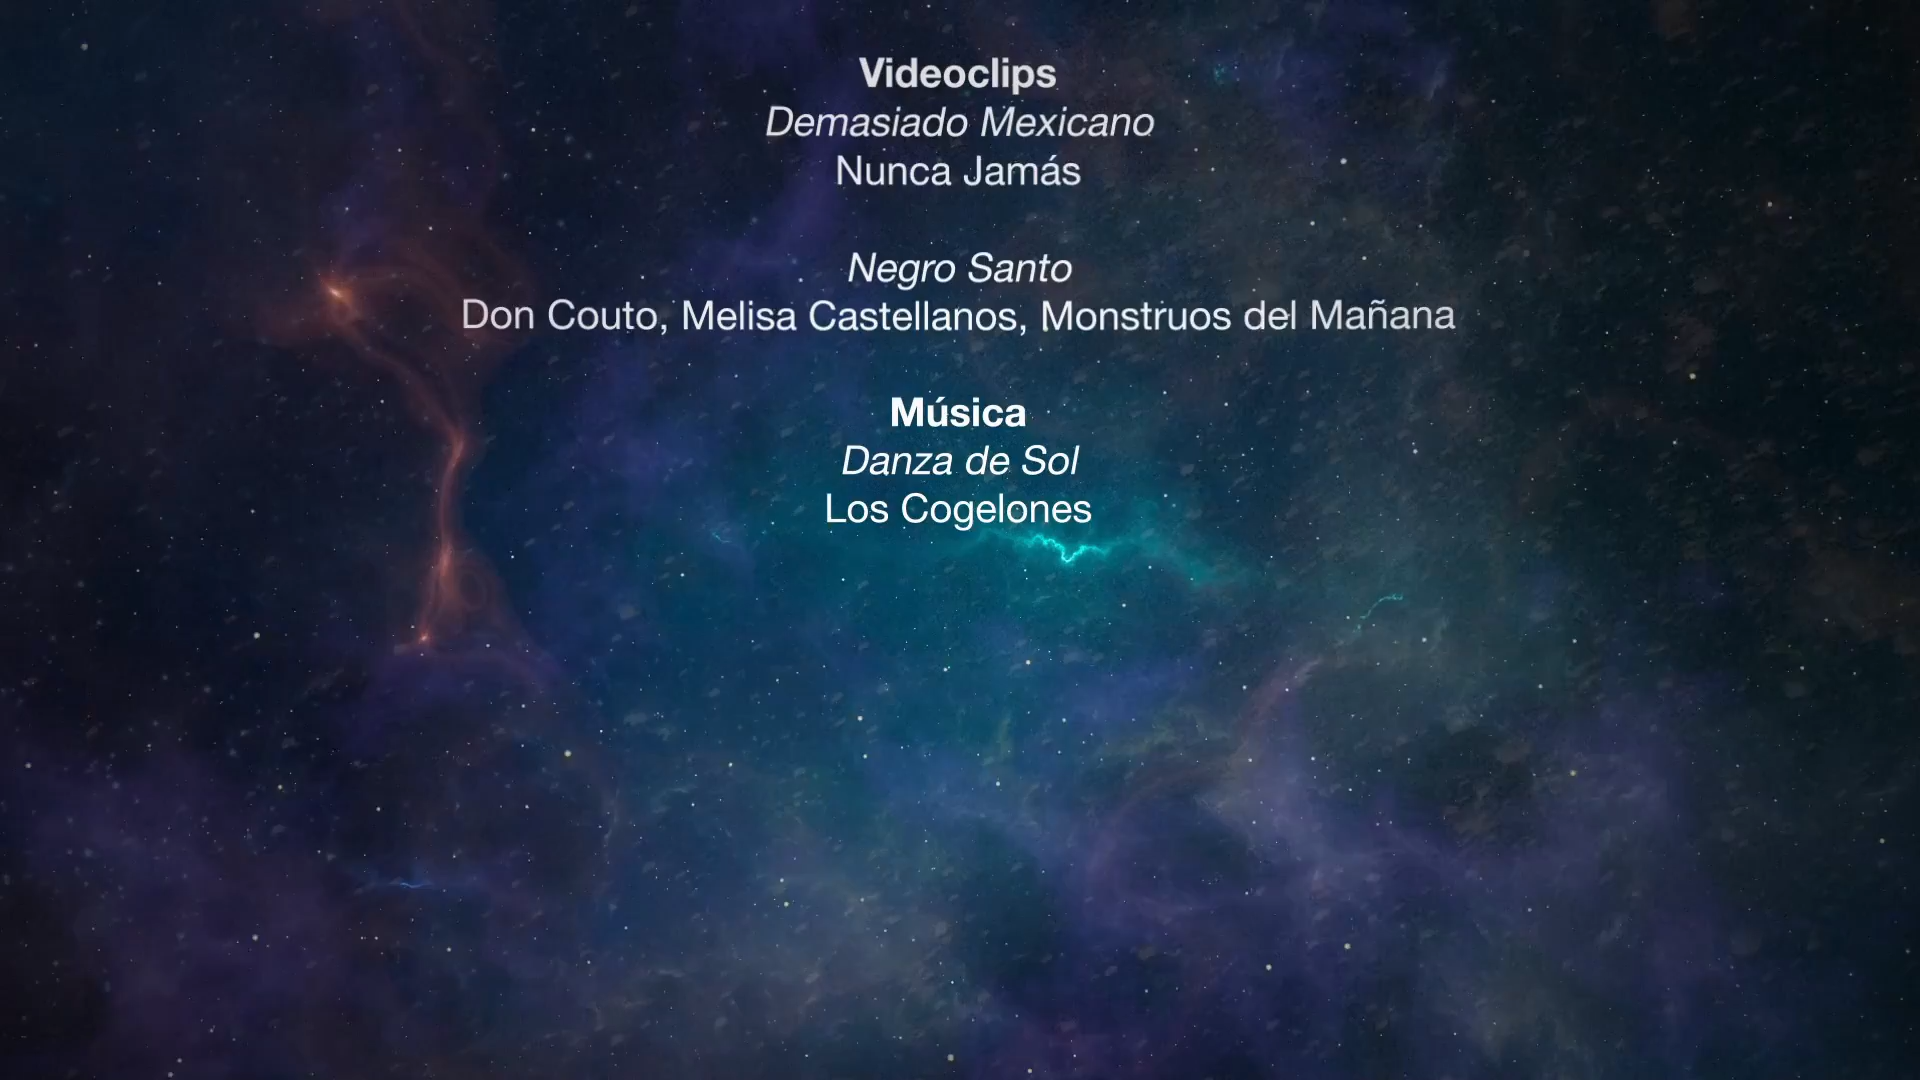 Videoclips
Demasiado Mexicano
Nunca Jamás
Negro Santo
Don Couto, Melisa Castellanos, Monstruos del Mañana
Música
Danza de Sol
Los Cogelones